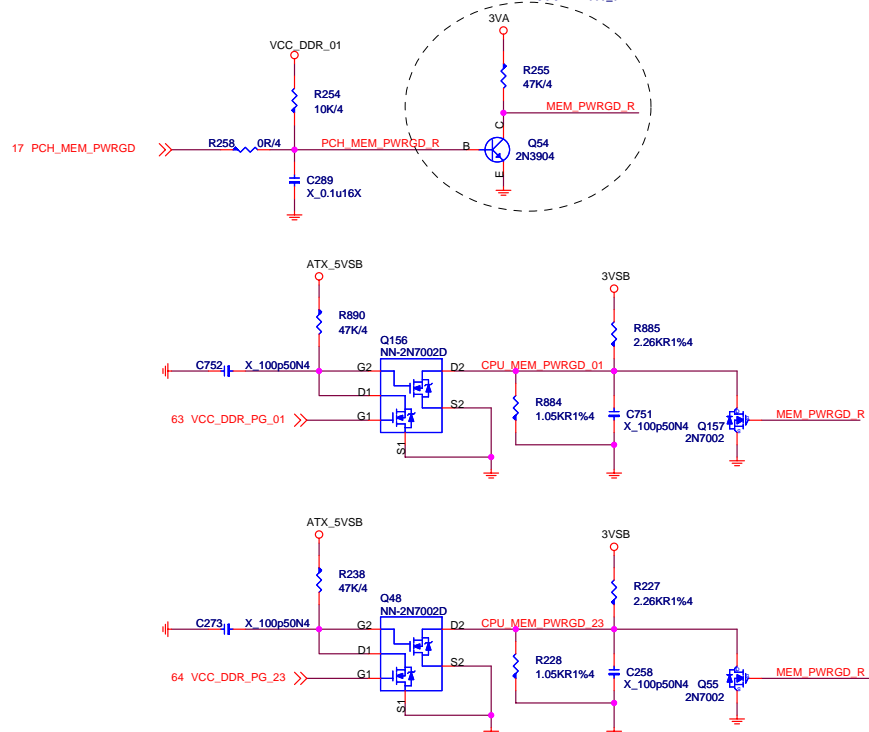 3VA
VCC_DDR_01
R254
10K/4
R255
47K/4
MEM_PWRGD_R
17 PCH_MEM_PWRGD
R258
0R/4
PCH_MEM_PWRGD_R
B
C
E
Q54
2N3904
C289
X_0.1u16X
ATX_5VSB
3VSB
R890
47K/4
R885
2.26KR1%4
Q156
NN-2N7002D
C752
X_100p50N4
G2
D2
CPU_MEM_PWRGD_01
D1
S2
R884
1.05KR1%4
63 VCC_DDR_PG_01
G1
S1
C751
X_100p50N4
Q157
2N7002
MEM_PWRGD_R
ATX_5VSB
3VSB
R238
47K/4
R227
2.26KR1%4
Q48
NN-2N7002D
C273
X_100p50N4
G2
D2
CPU_MEM_PWRGD_23
D1
S2
R228
1.05KR1%4
64 VCC_DDR_PG_23
G1
S1
C258
X_100p50N4
Q55
2N7002
MEM_PWRGD_R